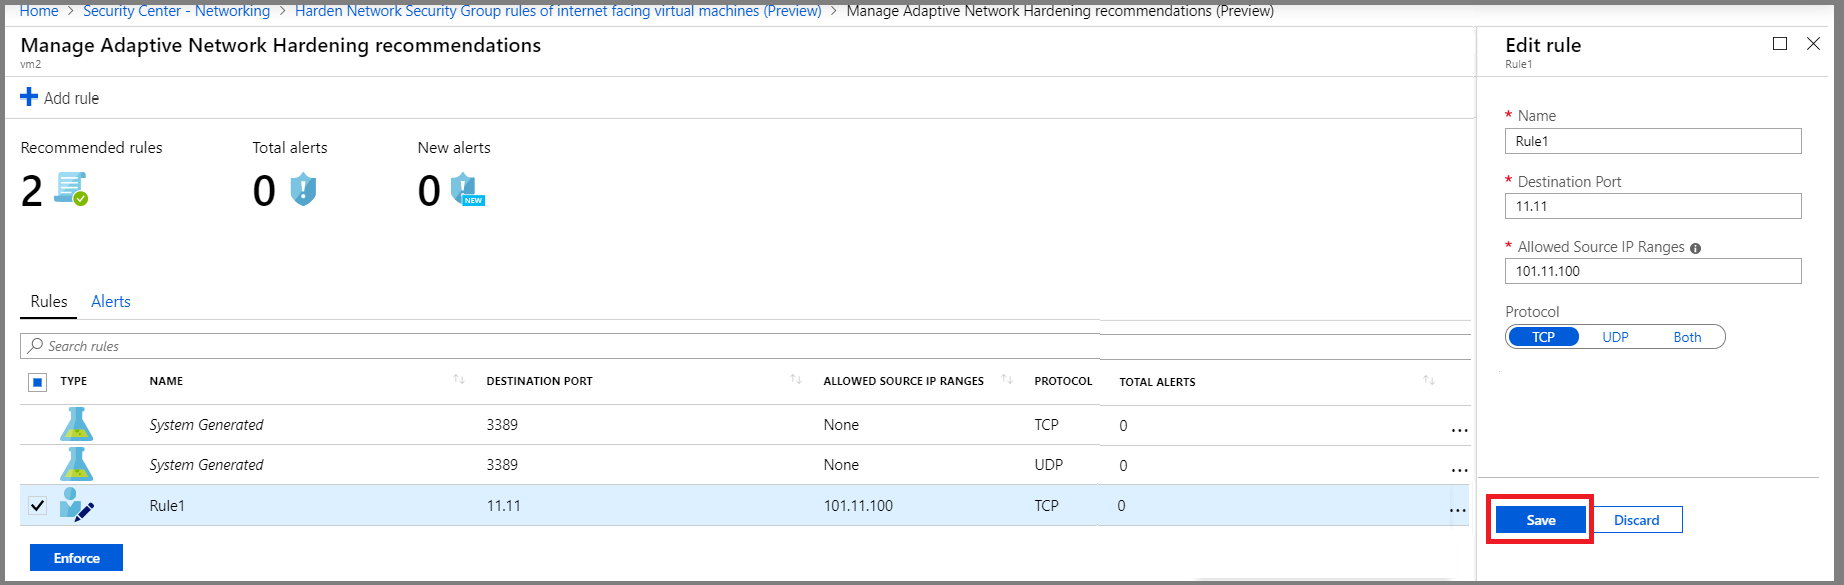 Home > Security Center - Networking > Harden Network Security Group rules of internet facing virtual machines (Preview) > Manage Adaptive Network Hardening recommendations (Preview)
Manage Adaptive Network Hardening recommendations
vm2
Add rule
Recommended rules Total alerts New alerts
2 0 0 NEW
Rules Alerts
Search rules
TYPE NAME DESTINATION PORT ALLOWED SOURCE IP RANGES PROTOCOL TOTAL ALERTS
System Generated 3389 None TCP 0 ...
System Generated 3389 None UDP 0 ...
Rule1 11.11 101.11.100 TCP 0 ...
Enforce
Edit rule
Rule1
* Name
Rule1
* Destination Port
11.11
* Allowed Source IP Ranges
101.11.100
Protocol
TCP UDP Both
Save Discard